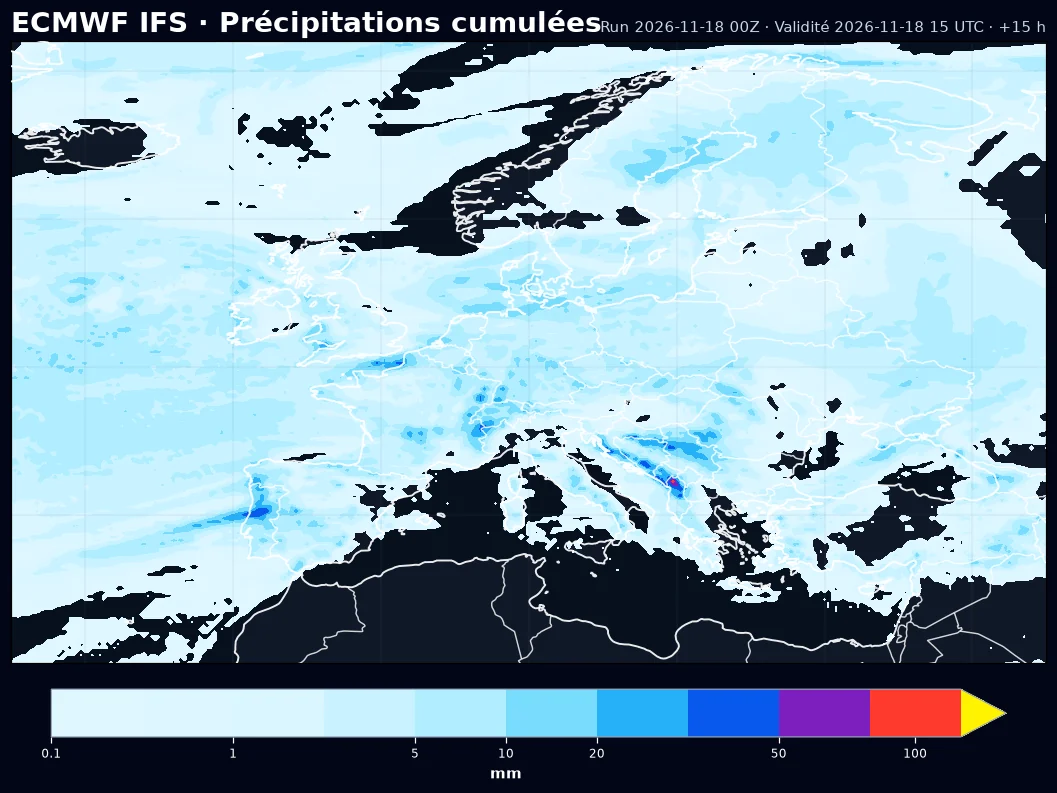 ECMWF IFS · Précipitations cumulées
Run 2026-11-18 00Z · Validité 2026-11-18 15 UTC · +15 h
0.1 1 5 10 20 50 100
mm